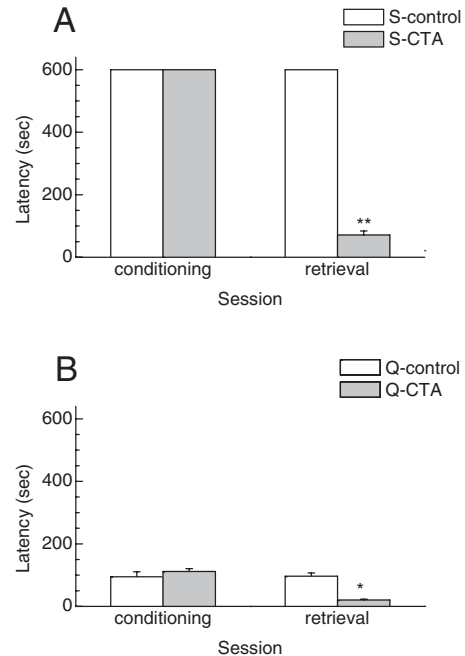 A
S-control
S-CTA
600
400
200
0
Latency (sec)
**
conditioning
retrieval
Session
B
Q-control
Q-CTA
600
400
200
0
Latency (sec)
*
conditioning
retrieval
Session